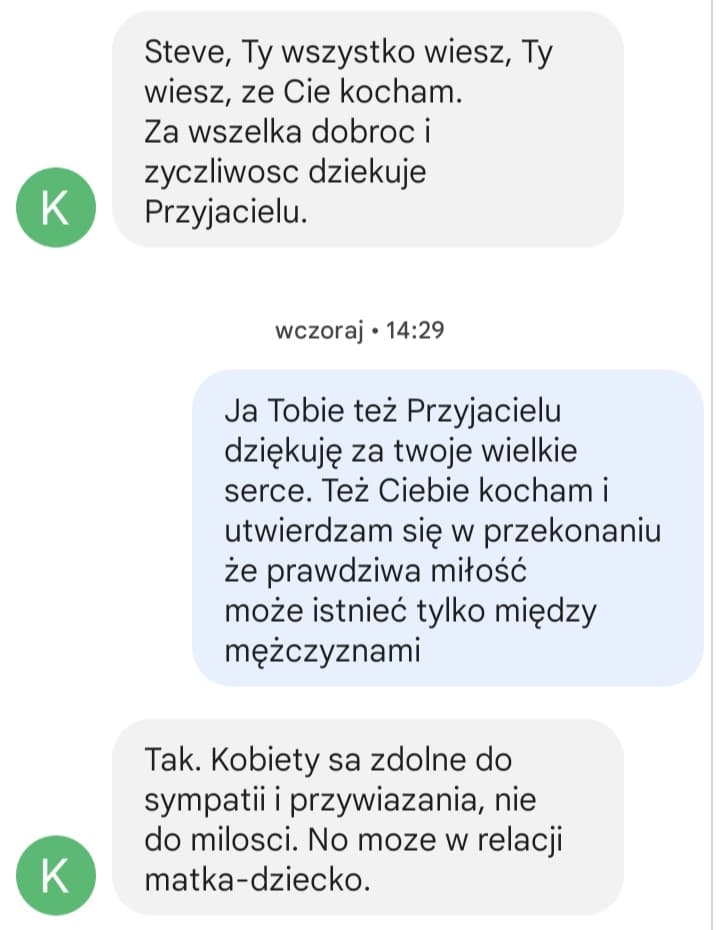 Steve, Ty wszystko wiesz, Ty
wiesz, ze Cie kocham.
Za wszelka dobroc i
zyczliwosc dziekuje
Przyjacielu.
K
wczoraj • 14:29
Ja Tobie też Przyjacielu
dziękuję za twoje wielkie
serce. Też Ciebie kocham i
utwierdzam się w przekonaniu
że prawdziwa miłość
może istnieć tylko między
mężczyznami
Tak. Kobiety sa zdolne do
sympatii i przywiazania, nie
do milosci. No moze w relacji
matka-dziecko.
K